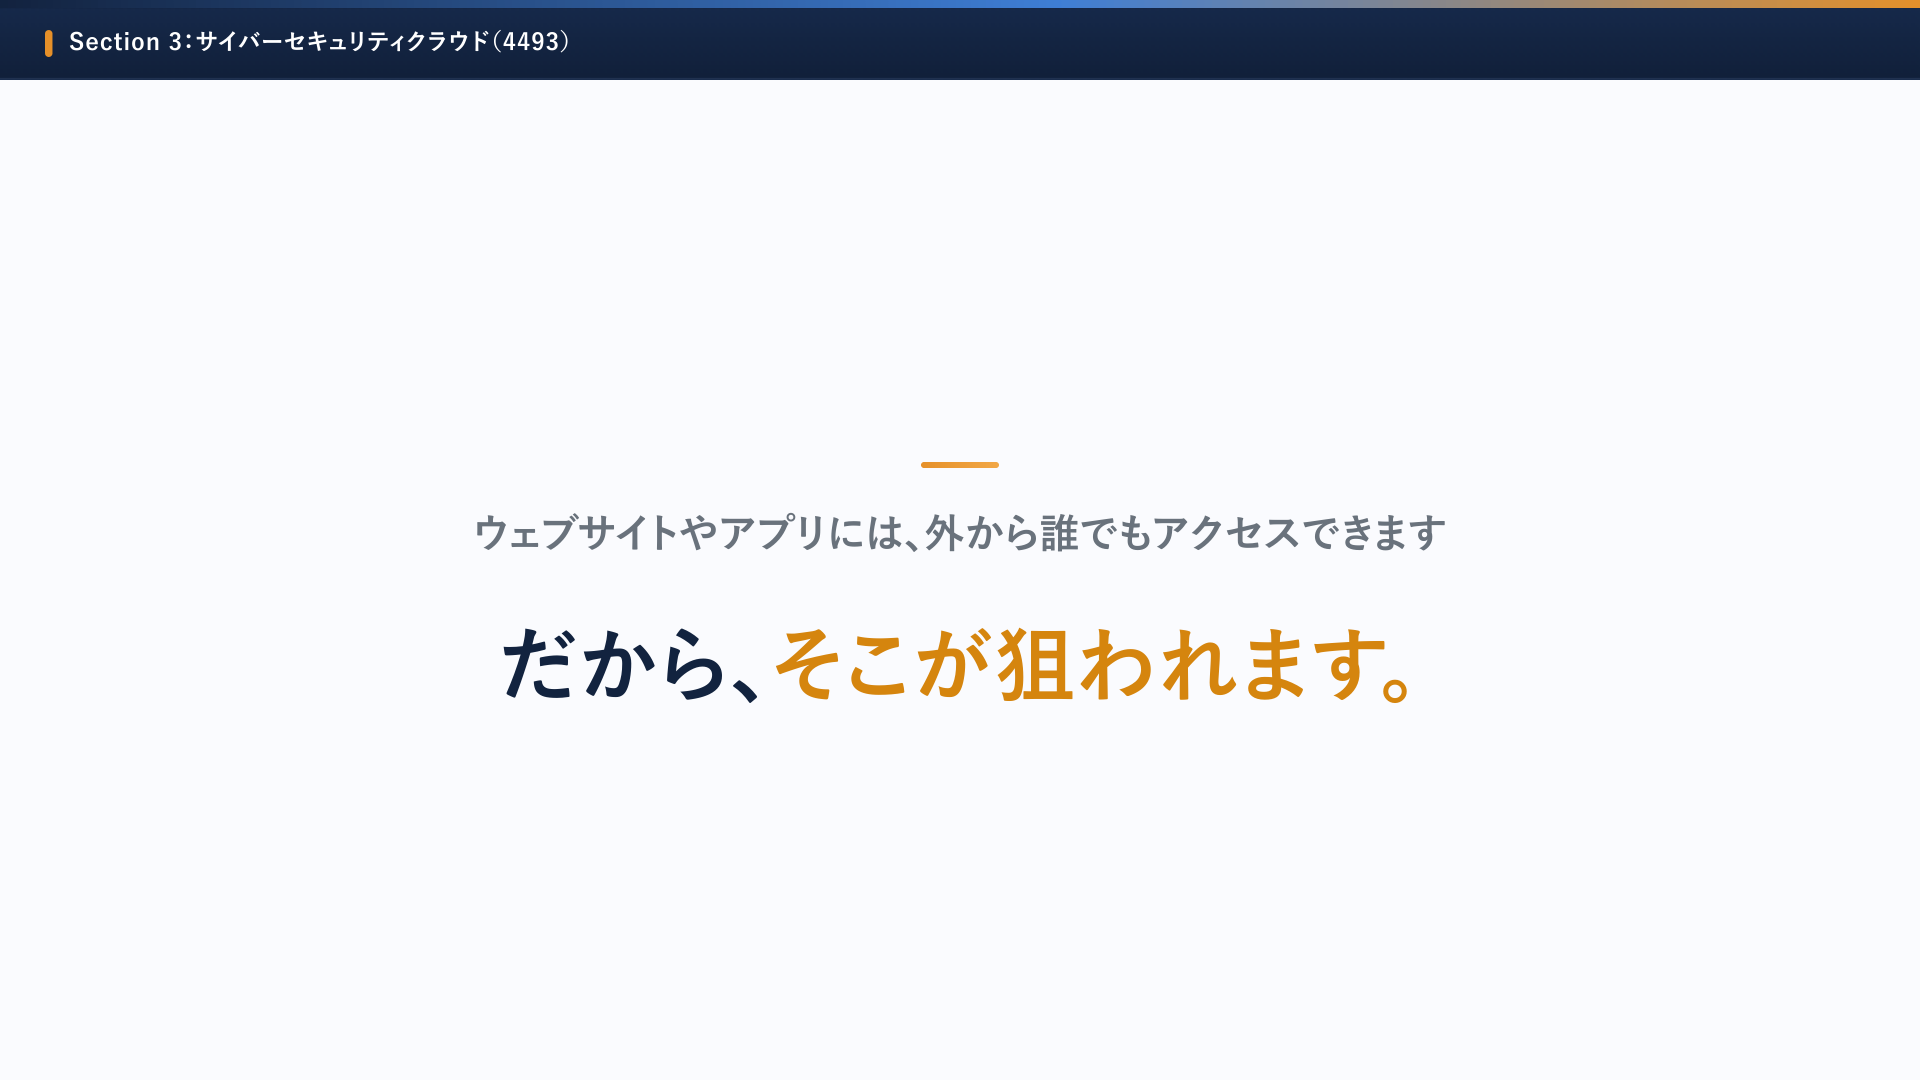 Section 3：サイバーセキュリティクラウド（4493）
ウェブサイトやアプリには、外から誰でもアクセスできます
だから、そこが狙われます。